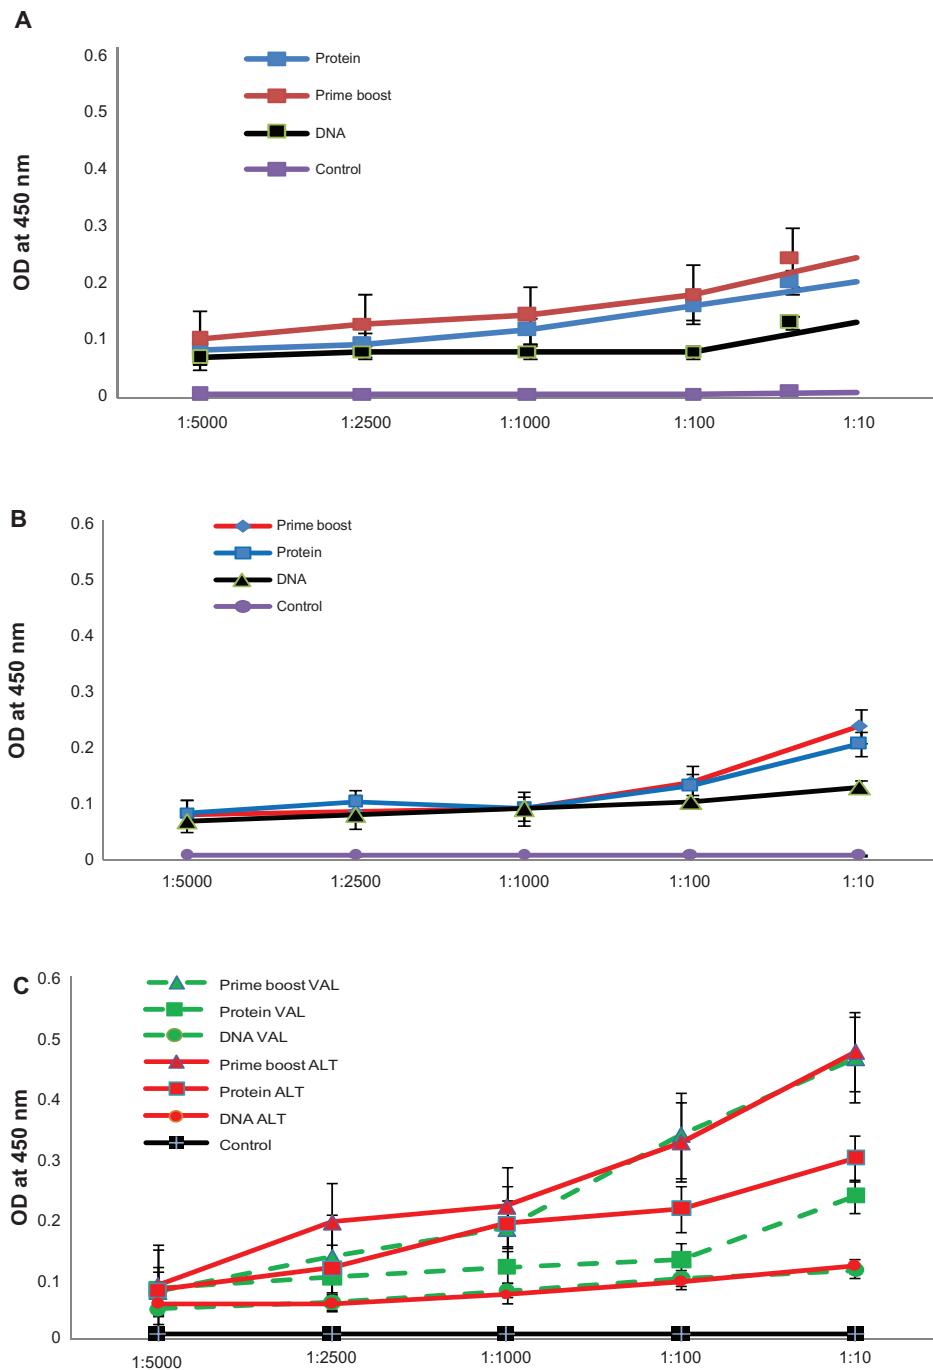 A
0.6
Protein
Prime boost
0.5
DNA
0.4
Control
0.3
0.2
0.1
0
OD at 450 nm
1:5000 1:2500 1:1000 1:100 1:10
B
0.6
Prime boost
Protein
0.5
DNA
Control
0.4
0.3
0.2
0.1
0
OD at 450 nm
1:5000 1:2500 1:1000 1:100 1:10
C
0.6
Prime boost VAL
Protein VAL
DNA VAL
0.5
Prime boost ALT
Protein ALT
0.4
DNA ALT
Control
0.3
0.2
0.1
0
OD at 450 nm
1:5000 1:2500 1:1000 1:100 1:10